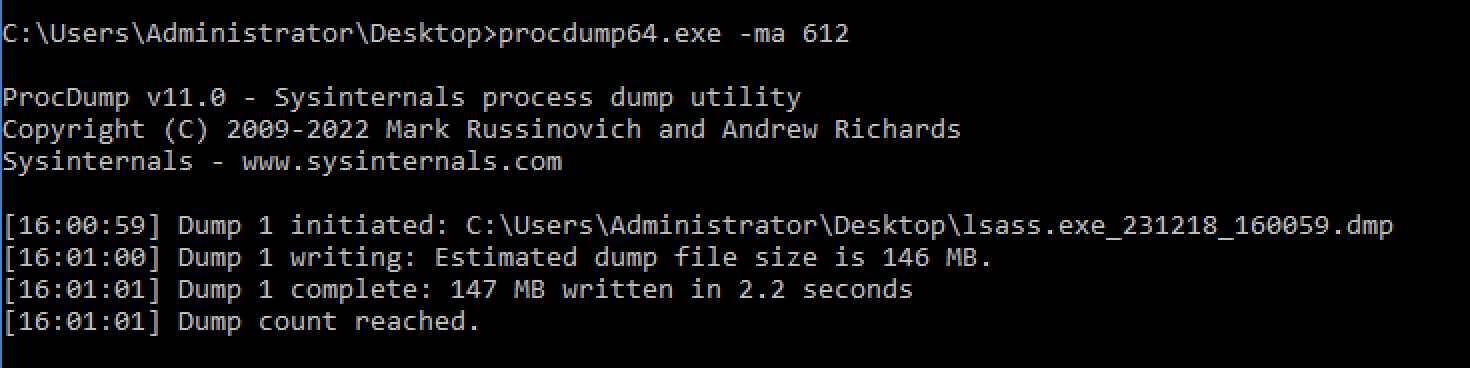 C:\Users\Administrator\Desktop>procdump64.exe -ma 612
ProcDump v11.0 - Sysinternals process dump utility
Copyright (C) 2009-2022 Mark Russinovich and Andrew Richards
Sysinternals - www.sysinternals.com
[16:00:59] Dump 1 initiated: C:\Users\Administrator\Desktop\lsass.exe_231218_160059.dmp
[16:01:00] Dump 1 writing: Estimated dump file size is 146 MB.
[16:01:01] Dump 1 complete: 147 MB written in 2.2 seconds
[16:01:01] Dump count reached.